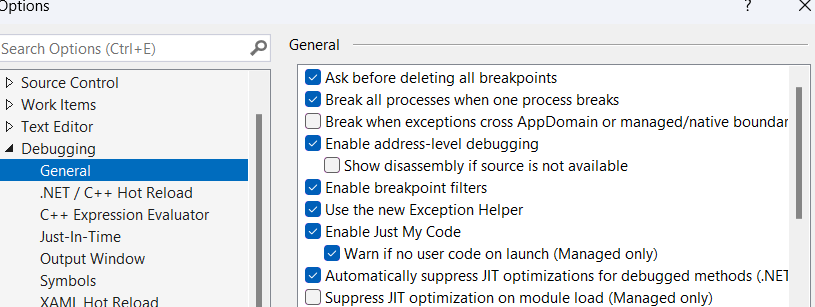 Options
?
Search Options (Ctrl+E)
Source Control
Work Items
Text Editor
Debugging
General
.NET / C++ Hot Reload
C++ Expression Evaluator
Just-In-Time
Output Window
Symbols
XAML Hot Reload
General
Ask before deleting all breakpoints
Break all processes when one process breaks
Break when exceptions cross AppDomain or managed/native boundar
Enable address-level debugging
Show disassembly if source is not available
Enable breakpoint filters
Use the new Exception Helper
Enable Just My Code
Warn if no user code on launch (Managed only)
Automatically suppress JIT optimizations for debugged methods (.NET
Suppress JIT optimization on module load (Managed only)